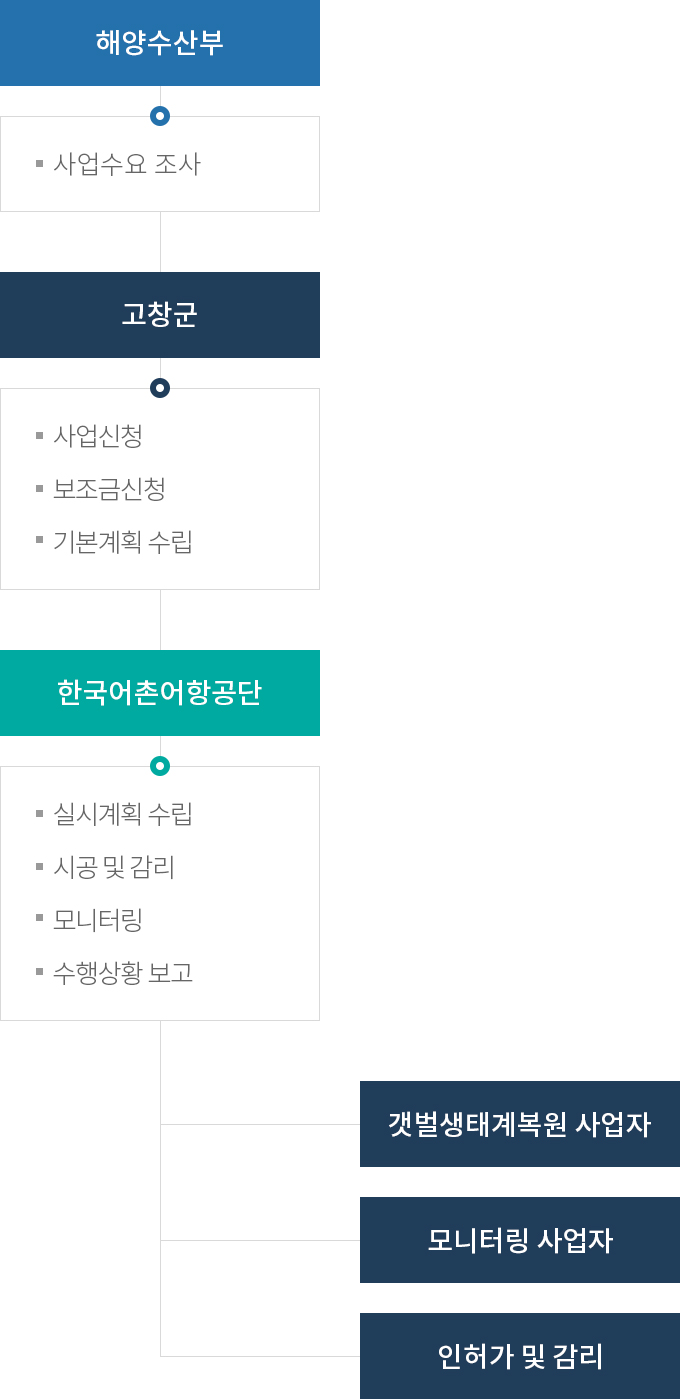 해양수산부
사업수요 조사
고창군
사업신청
보조금신청
기본계획 수립
한국어촌어항공단
실시계획 수립
시공 및 감리
모니터링
수행상황 보고
갯벌생태계복원 사업자
모니터링 사업자
인허가 및 감리